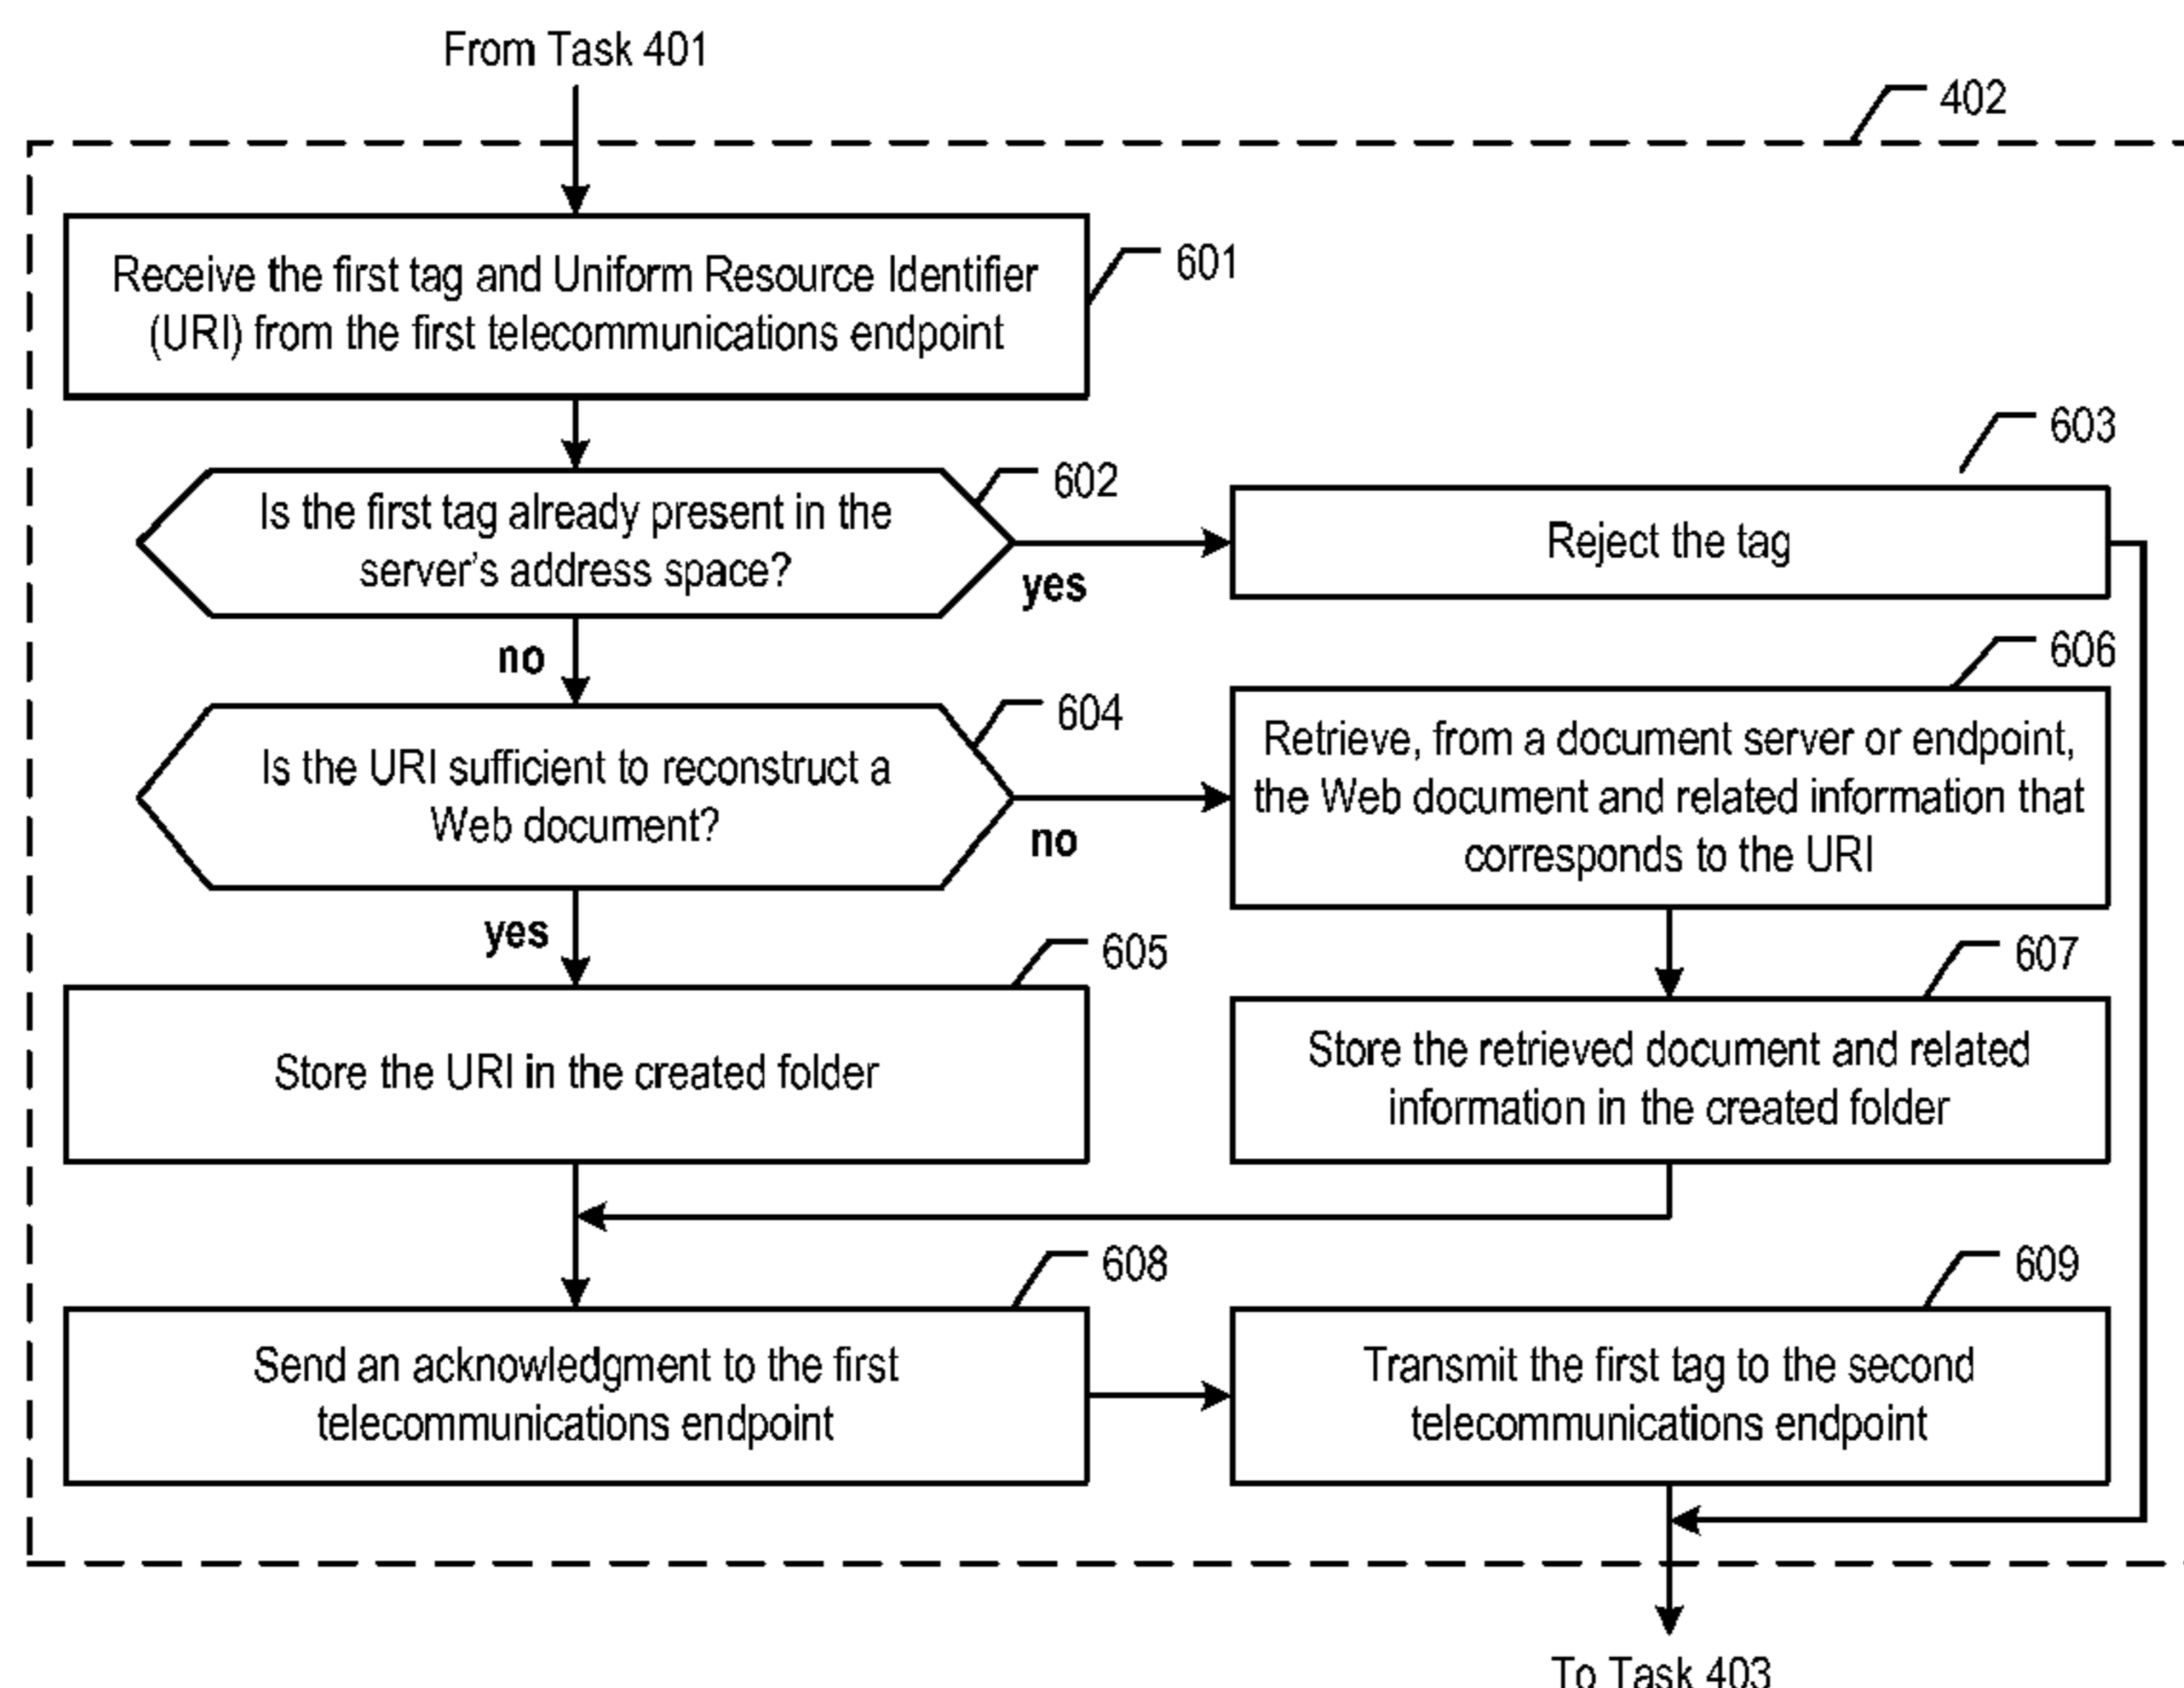 From Task 401
402
Receive the first tag and Uniform Resource Identifier
(URI) from the first telecommunications endpoint
601
Is the first tag already present in the
server's address space?
602
yes
603
Reject the tag
no
Is the URI sufficient to reconstruct a
Web document?
604
no
606
Retrieve, from a document server or endpoint,
the Web document and related information that
corresponds to the URI
yes
605
Store the URI in the created folder
607
Store the retrieved document and related
information in the created folder
608
Send an acknowledgment to the first
telecommunications endpoint
609
Transmit the first tag to the second
telecommunications endpoint
To Task 403